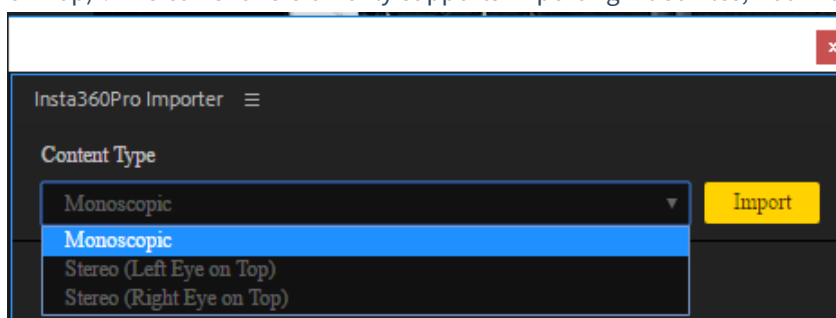 Insta360Pro Importer
Content Type
Monoscopic
Import
Monoscopic
Stereo (Left Eye on Top)
Stereo (Right Eye on Top)